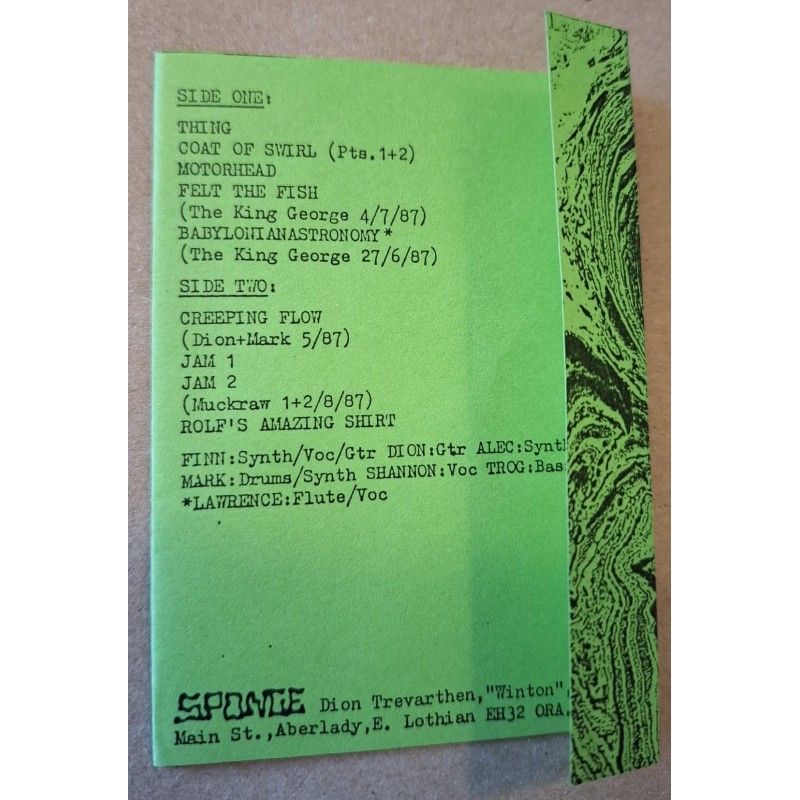 SIDE ONE:
THING
COAT OF SWIRL (Pts.1+2)
MOTORHEAD
FELT THE FISH
(The King George 4/7/87)
BABYLONIANASTRONOMY*
(The King George 27/6/87)
SIDE TWO:
CREEPING FLOW
(Dion+Mark 5/87)
JAM 1
JAM 2
(Muckraw 1+2/8/87)
ROLF'S AMAZING SHIRT
FINN:Synth/Voc/Gtr DION:Gtr ALEC:Synt
MARK:Drums/Synth SHANNON:Voc TROG:Bas
*LAWRENCE:Flute/Voc
SPONGE Dion Trevarthen,"Winton",
Main St.,Aberlady,E. Lothian EH32 ORA.